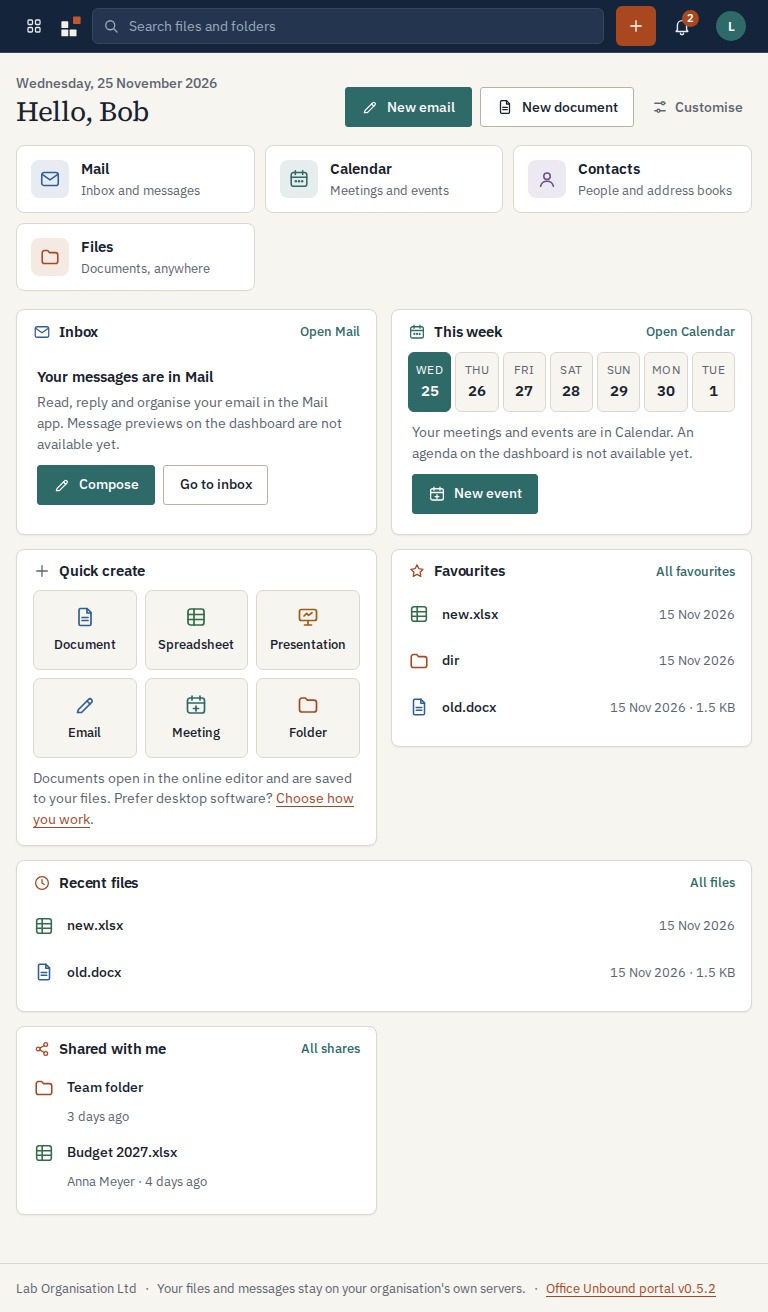 Search files and folders
2
L
Wednesday, 25 November 2026
Hello, Bob
New email
New document
Customise
Mail
Inbox and messages
Calendar
Meetings and events
Contacts
People and address books
Files
Documents, anywhere
Inbox
Open Mail
Your messages are in Mail
Read, reply and organise your email in the Mail
app. Message previews on the dashboard are not
available yet.
Compose
Go to inbox
This week
Open Calendar
WED THU FRI SAT SUN MON TUE
25 26 27 28 29 30 1
Your meetings and events are in Calendar. An
agenda on the dashboard is not available yet.
New event
Quick create
Document
Spreadsheet
Presentation
Email
Meeting
Folder
Documents open in the online editor and are saved
to your files. Prefer desktop software? Choose how
you work.
Favourites
All favourites
new.xlsx 15 Nov 2026
dir 15 Nov 2026
old.docx 15 Nov 2026 · 1.5 KB
Recent files
All files
new.xlsx 15 Nov 2026
old.docx 15 Nov 2026 · 1.5 KB
Shared with me
All shares
Team folder
3 days ago
Budget 2027.xlsx
Anna Meyer · 4 days ago
Lab Organisation Ltd · Your files and messages stay on your organisation's own servers. · Office Unbound portal v0.5.2